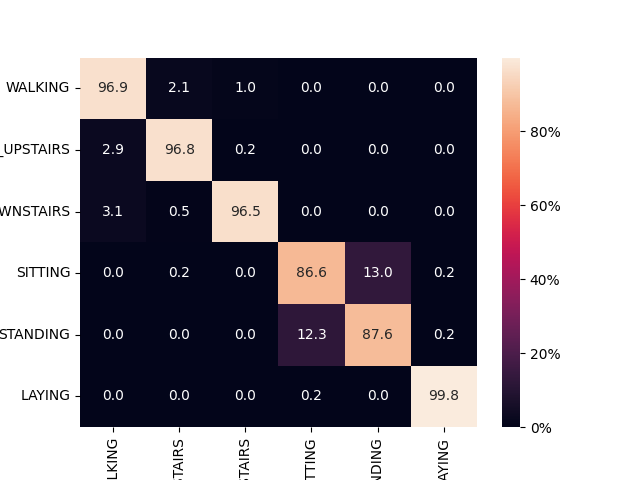 WALKING 96.9 2.1 1.0 0.0 0.0 0.0
_UPSTAIRS 2.9 96.8 0.2 0.0 0.0 0.0
WNSTAIRS 3.1 0.5 96.5 0.0 0.0 0.0
SITTING 0.0 0.2 0.0 86.6 13.0 0.2
STANDING 0.0 0.0 0.0 12.3 87.6 0.2
LAYING 0.0 0.0 0.0 0.2 0.0 99.8
LKING
STAIRS
STAIRS
TTING
NDING
AYING
80%
60%
40%
20%
0%